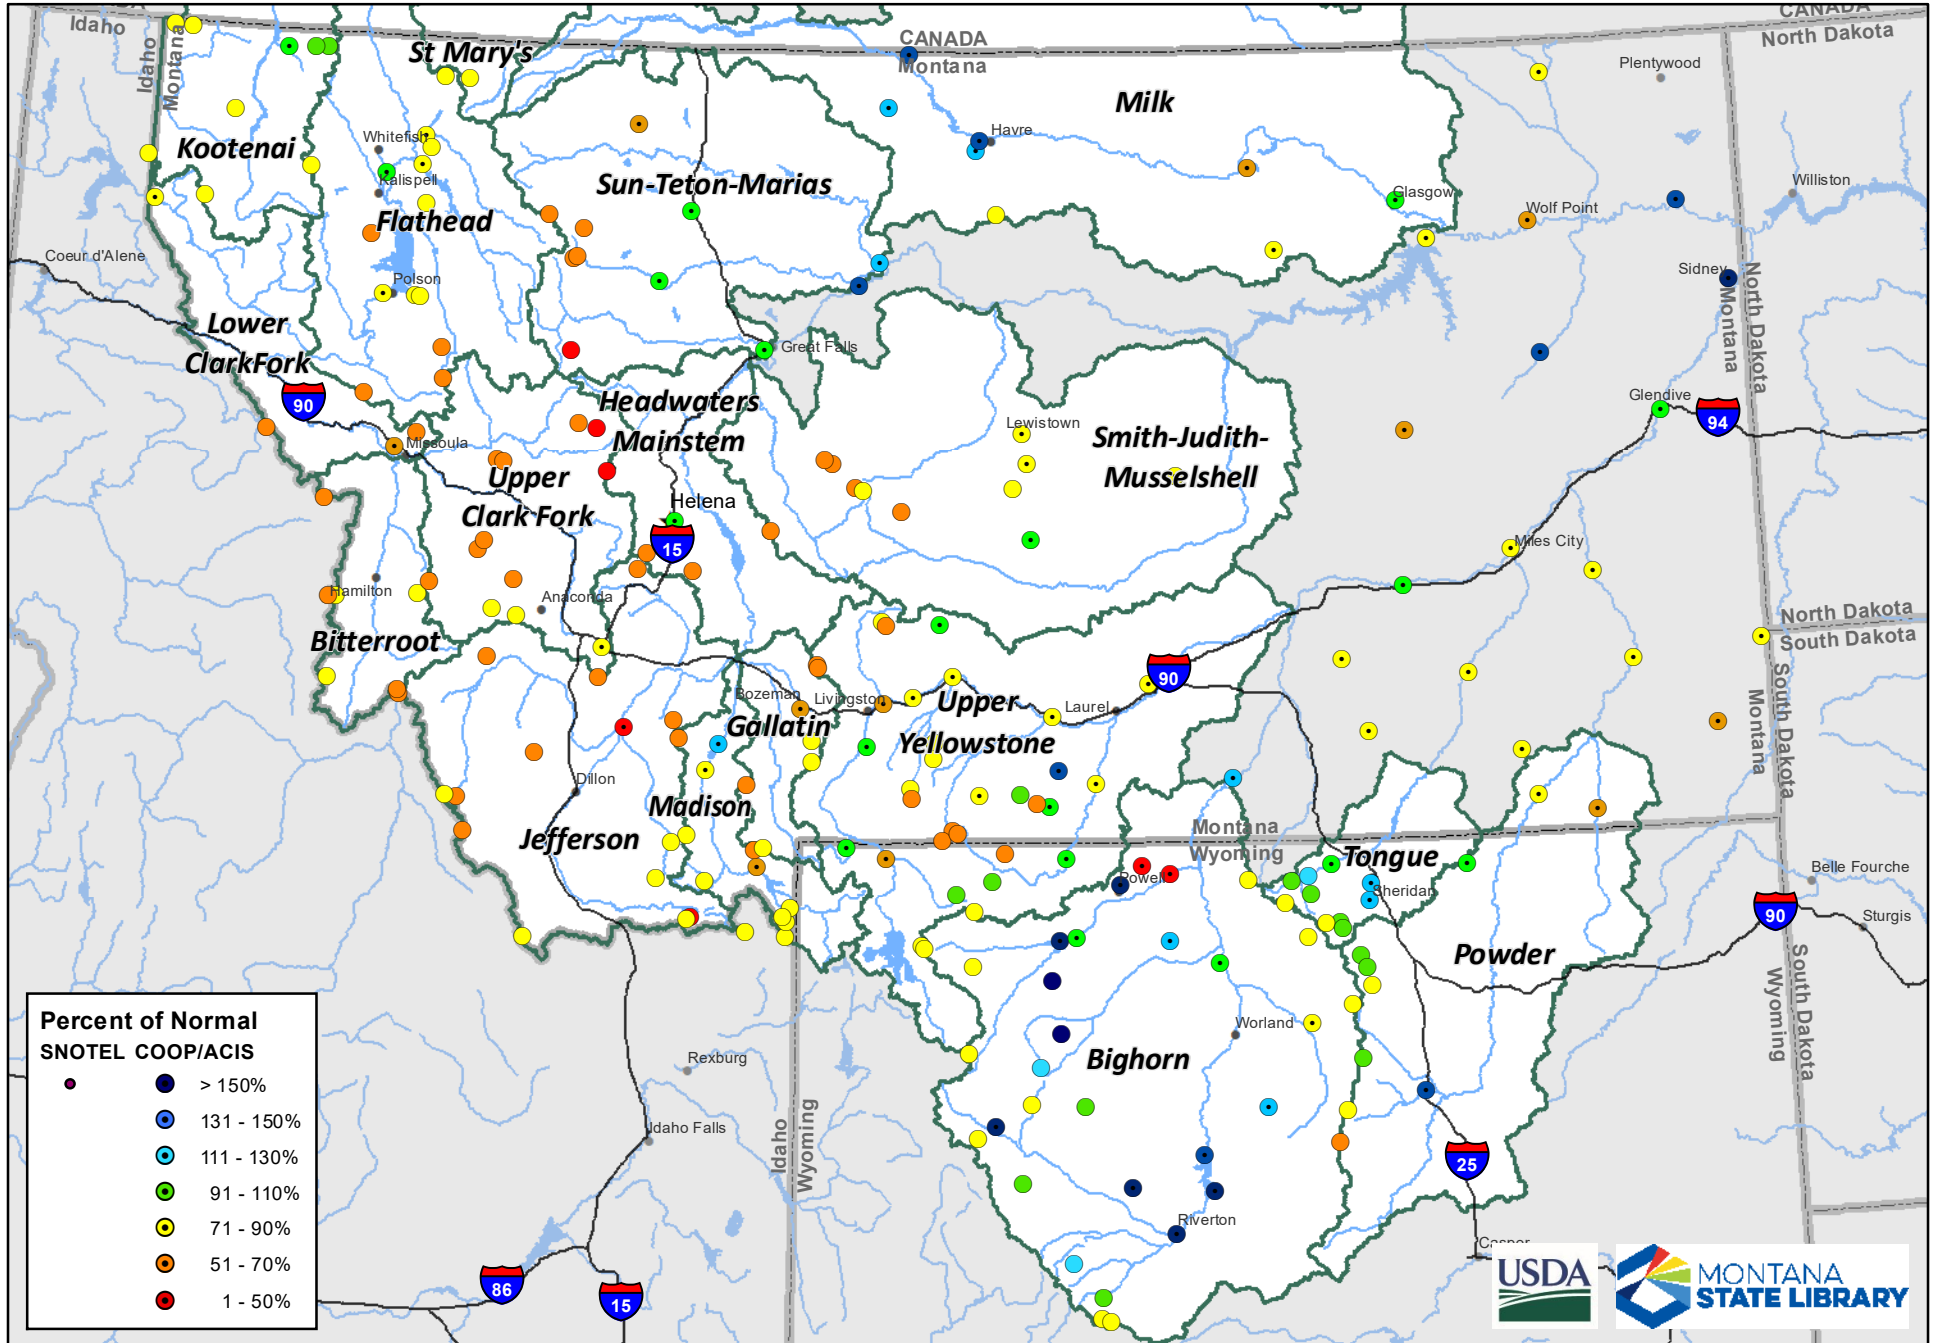 Idaho
CANADA
North Dakota
Idaho
Montana
St Mary's
CANADA
Montana
Plentywood
Milk
Whitefish
Kootenai
Havre
Kalispell
Sun-Teton-Marias
Glasgow
Williston
Flathead
Wolf Point
Coeur d'Alene
Polson
Sidney
Montana
North Dakota
Lower
ClarkFork
Great Falls
90
Headwaters
Mainstem
Lewistown
Smith-Judith-
Musselshell
Glendive
94
Missoula
Upper
Clark Fork
Helena
15
Miles City
Hamilton
Anaconda
North Dakota
South Dakota
Bitterroot
90
Bozeman
Livingston
Laurel
Gallatin
Upper
Yellowstone
Montana
South Dakota
Dillon
Madison
Jefferson
Montana
Wyoming
Tongue
Powell
Sheridan
Belle Fourche
90
Sturgis
Powder
Wyoming
South Dakota
Worland
Bighorn
Rexburg
Idaho Falls
Idaho
Wyoming
25
Riverton
Casper
86
15
Percent of Normal
SNOTEL COOP/ACIS
> 150%
131 - 150%
111 - 130%
91 - 110%
71 - 90%
51 - 70%
1 - 50%
USDA
MONTANA
STATE LIBRARY